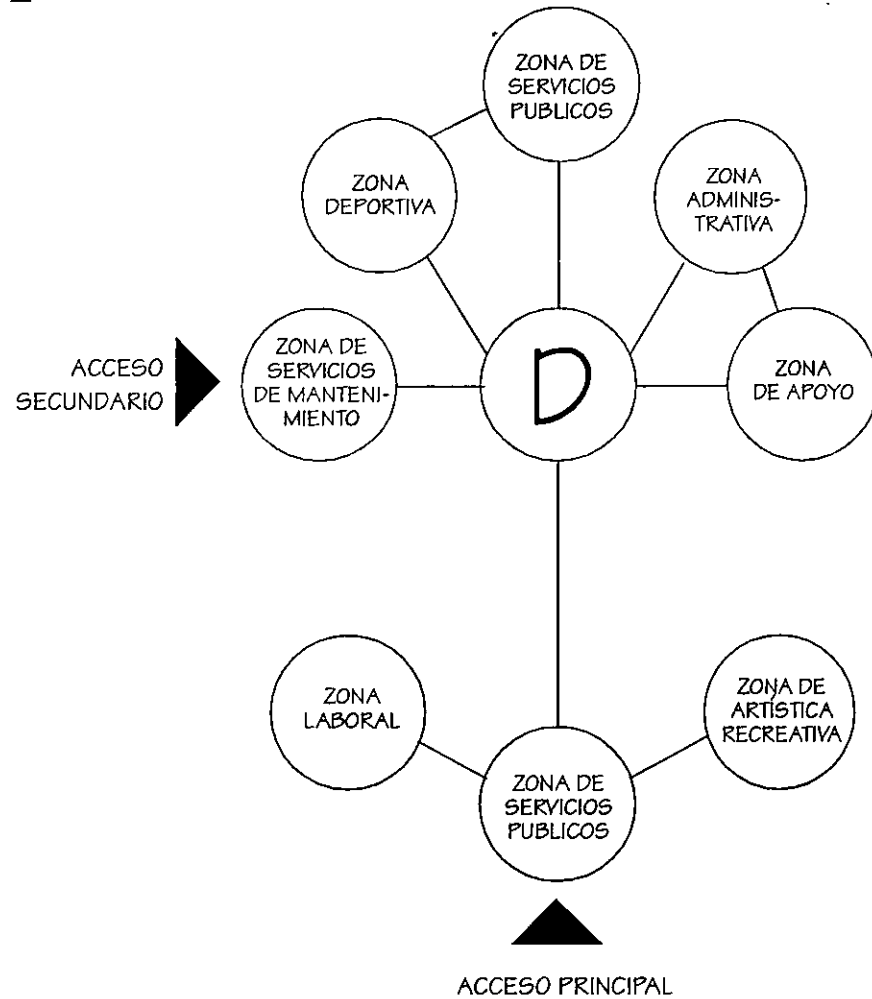 ZONA DE
SERVICIOS
PUBLICOS
ZONA
DEPORTIVA
ZONA
ADMINIS-
TRATIVA
ACCESO
SECUNDARIO
ZONA DE
SERVICIOS
DE MANTENI-
MIENTO
D
ZONA
DE APOYO
ZONA
LABORAL
ZONA DE
SERVICIOS
PUBLICOS
ZONA DE
ARTÍSTICA
RECREATIVA
ACCESO PRINCIPAL